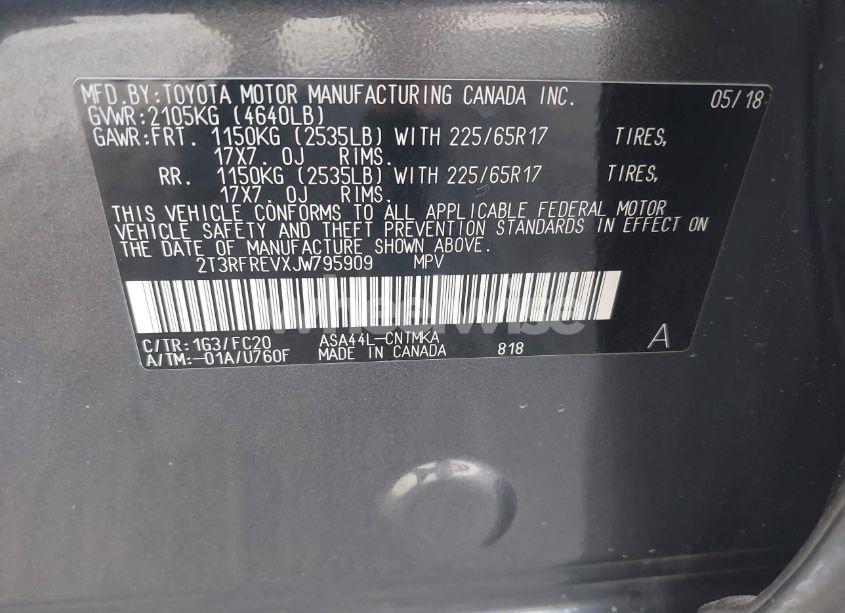 MFD.BY:TOYOTA MOTOR MANUFACTURING CANADA INC. 05/18
GVWR:2105KG (4640LB)
GAWR:FRT. 1150KG (2535LB) WITH 225/65R17 TIRES,
17X7.0J RIMS.
RR. 1150KG (2535LB) WITH 225/65R17 TIRES,
17X7.0J RIMS.
THIS VEHICLE CONFORMS TO ALL APPLICABLE FEDERAL MOTOR
VEHICLE SAFETY AND THEFT PREVENTION STANDARDS IN EFFECT ON
THE DATE OF MANUFACTURE SHOWN ABOVE.
2T3RFREVXJW795909 MPV
wheelwise
C/TR:1G3/FC20 ASA44L-CNTMKA A
A/TM:-01A/U760F MADE IN CANADA 818